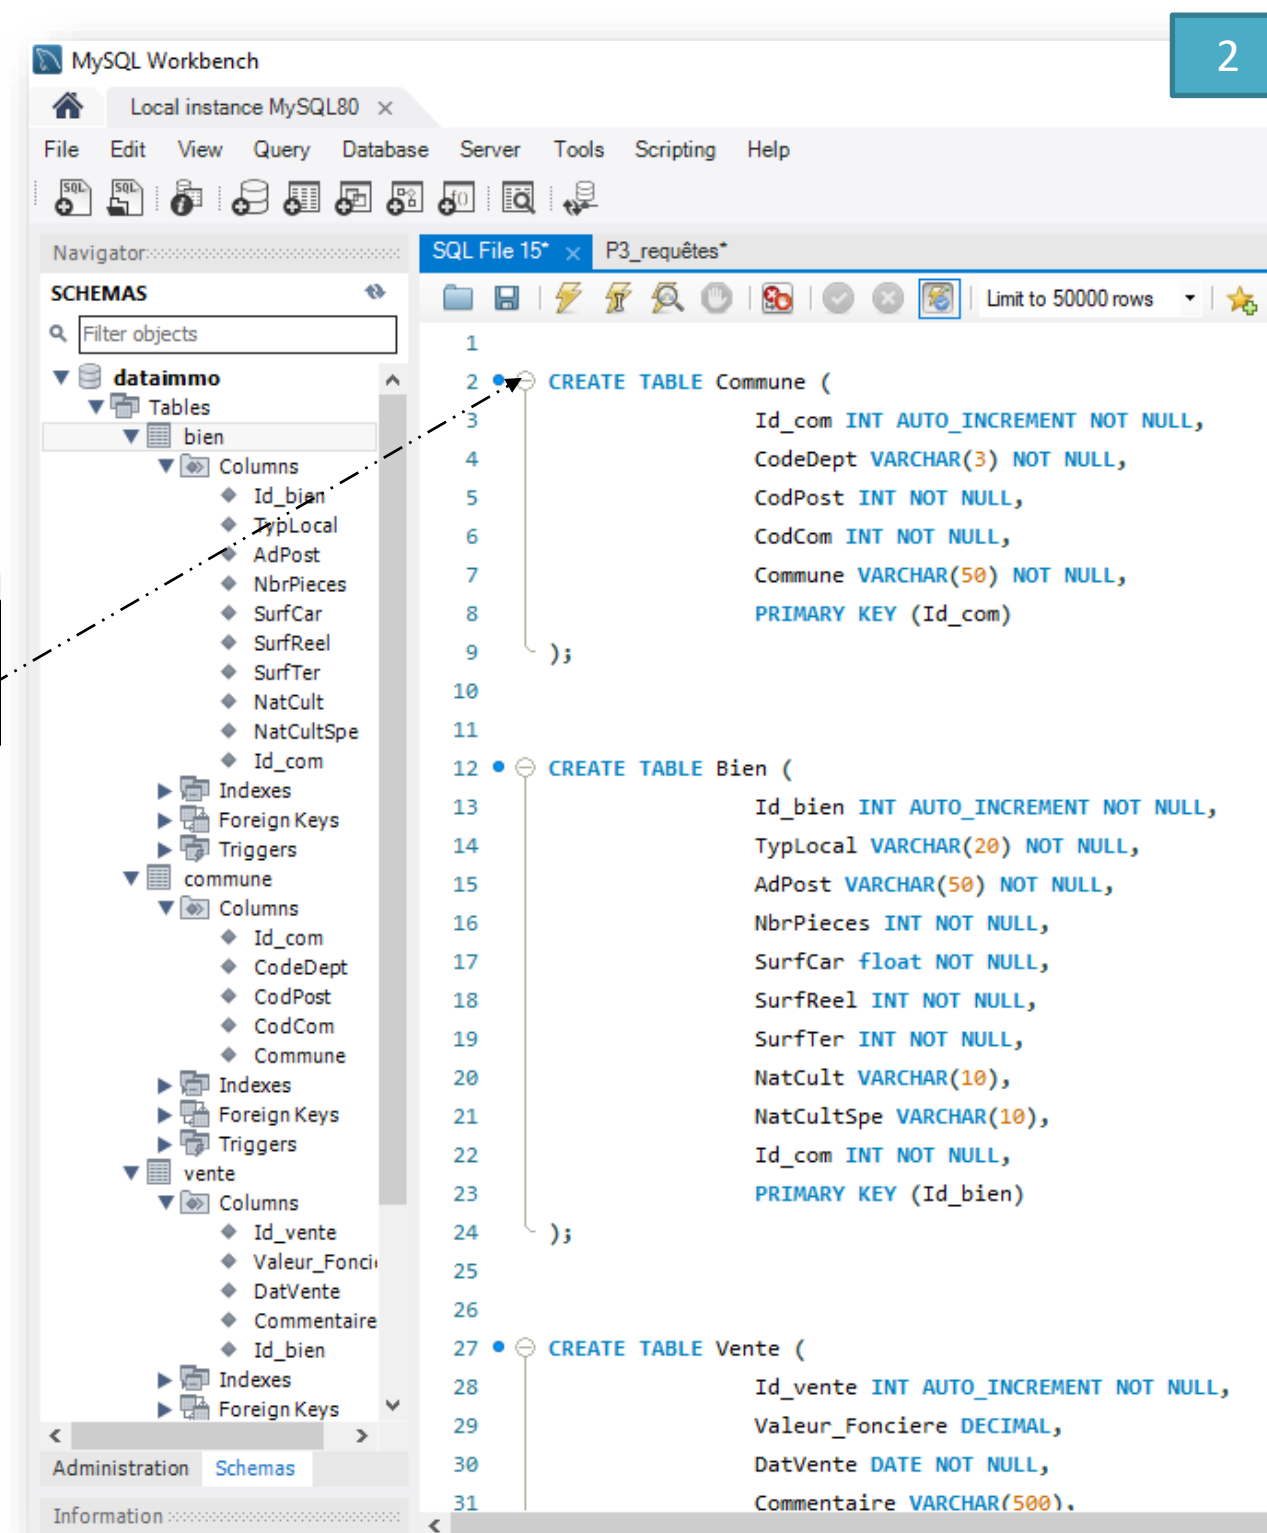 2
MySQL Workbench
Local instance MySQL80
File Edit View Query Database Server Tools Scripting Help
Navigator
SCHEMAS
Filter objects
dataimmo
Tables
bien
Columns
Id_bien
TypLocal
AdPost
NbrPieces
SurfCar
SurfReel
SurfTer
NatCult
NatCultSpe
Id_com
Indexes
Foreign Keys
Triggers
commune
Columns
Id_com
CodeDept
CodPost
CodCom
Commune
Indexes
Foreign Keys
Triggers
vente
Columns
Id_vente
Valeur_Fonci
DatVente
Commentaire
Id_bien
Indexes
Foreign Keys
Administration Schemas
Information
SQL File 15* P3_requêtes*
Limit to 50000 rows
1
2 CREATE TABLE Commune (
3 Id_com INT AUTO_INCREMENT NOT NULL,
4 CodeDept VARCHAR(3) NOT NULL,
5 CodPost INT NOT NULL,
6 CodCom INT NOT NULL,
7 Commune VARCHAR(50) NOT NULL,
8 PRIMARY KEY (Id_com)
9 );
10
11
12 CREATE TABLE Bien (
13 Id_bien INT AUTO_INCREMENT NOT NULL,
14 TypLocal VARCHAR(20) NOT NULL,
15 AdPost VARCHAR(50) NOT NULL,
16 NbrPieces INT NOT NULL,
17 SurfCar float NOT NULL,
18 SurfReel INT NOT NULL,
19 SurfTer INT NOT NULL,
20 NatCult VARCHAR(10),
21 NatCultSpe VARCHAR(10),
22 Id_com INT NOT NULL,
23 PRIMARY KEY (Id_bien)
24 );
25
26
27 CREATE TABLE Vente (
28 Id_vente INT AUTO_INCREMENT NOT NULL,
29 Valeur_Fonciere DECIMAL,
30 DatVente DATE NOT NULL,
31 Commentaire VARCHAR(500),